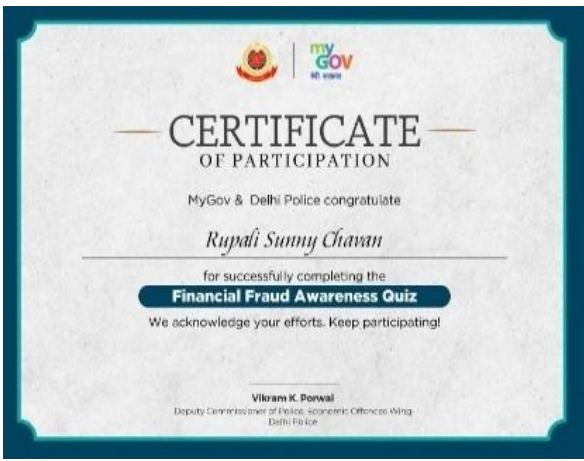 my
GOV
मेरी सरकार
CERTIFICATE
OF PARTICIPATION
MyGov & Delhi Police congratulate
Rupali Sunny Chavan
for successfully completing the
Financial Fraud Awareness Quiz
We acknowledge your efforts. Keep participating!
Vikram K. Porwal
Deputy Commissioner of Police, Economic Offences Wing
Delhi Police